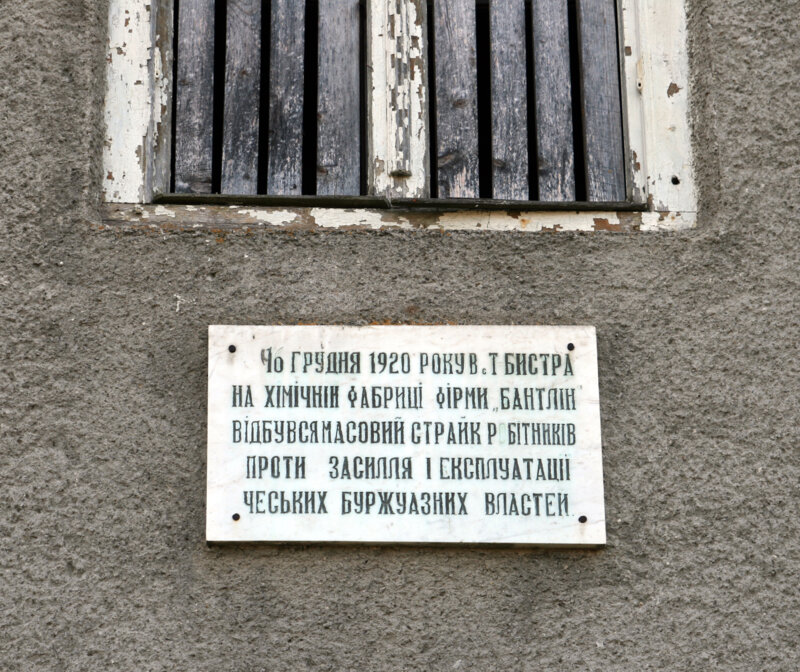 ГРУДНЯ 1920 РОКУ В с. Т БИСТРА
НА ХІМІЧНІЙ ФАБРИЦІ ФІРМИ „БАНТЛІН"
ВІДБУВСЯ МАСОВИЙ СТРАЙК РОБІТНИКІВ
ПРОТИ ЗАСИЛЛЯ І ЕКСПЛУАТАЦІЇ
ЧЕСЬКИХ БУРЖУАЗНИХ ВЛАСТЕЙ.